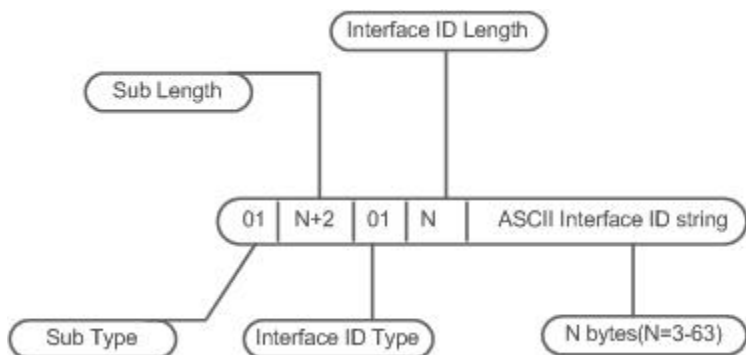 Interface ID Length
Sub Length
01 N+2 01 N ASCII Interface ID string
Sub Type
Interface ID Type
N bytes(N=3-63)